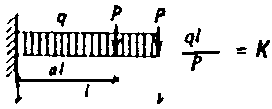 q P P
ql/P = K
al
l